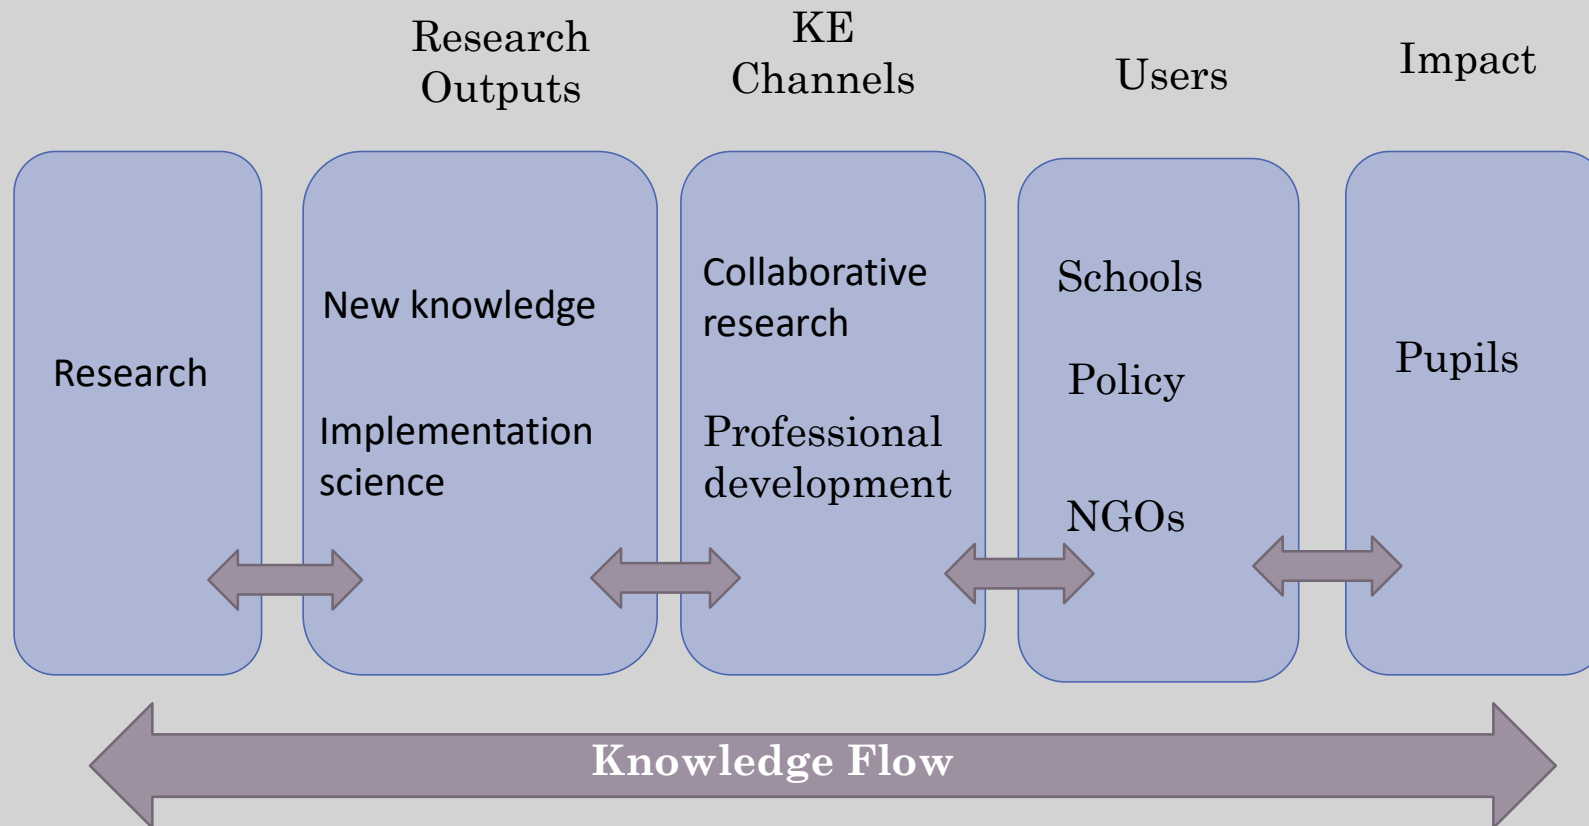 Research
Outputs
KE
Channels
Users
Impact
Research
New knowledge
Implementation
science
Collaborative
research
Professional
development
Schools
Policy
NGOs
Pupils
Knowledge Flow